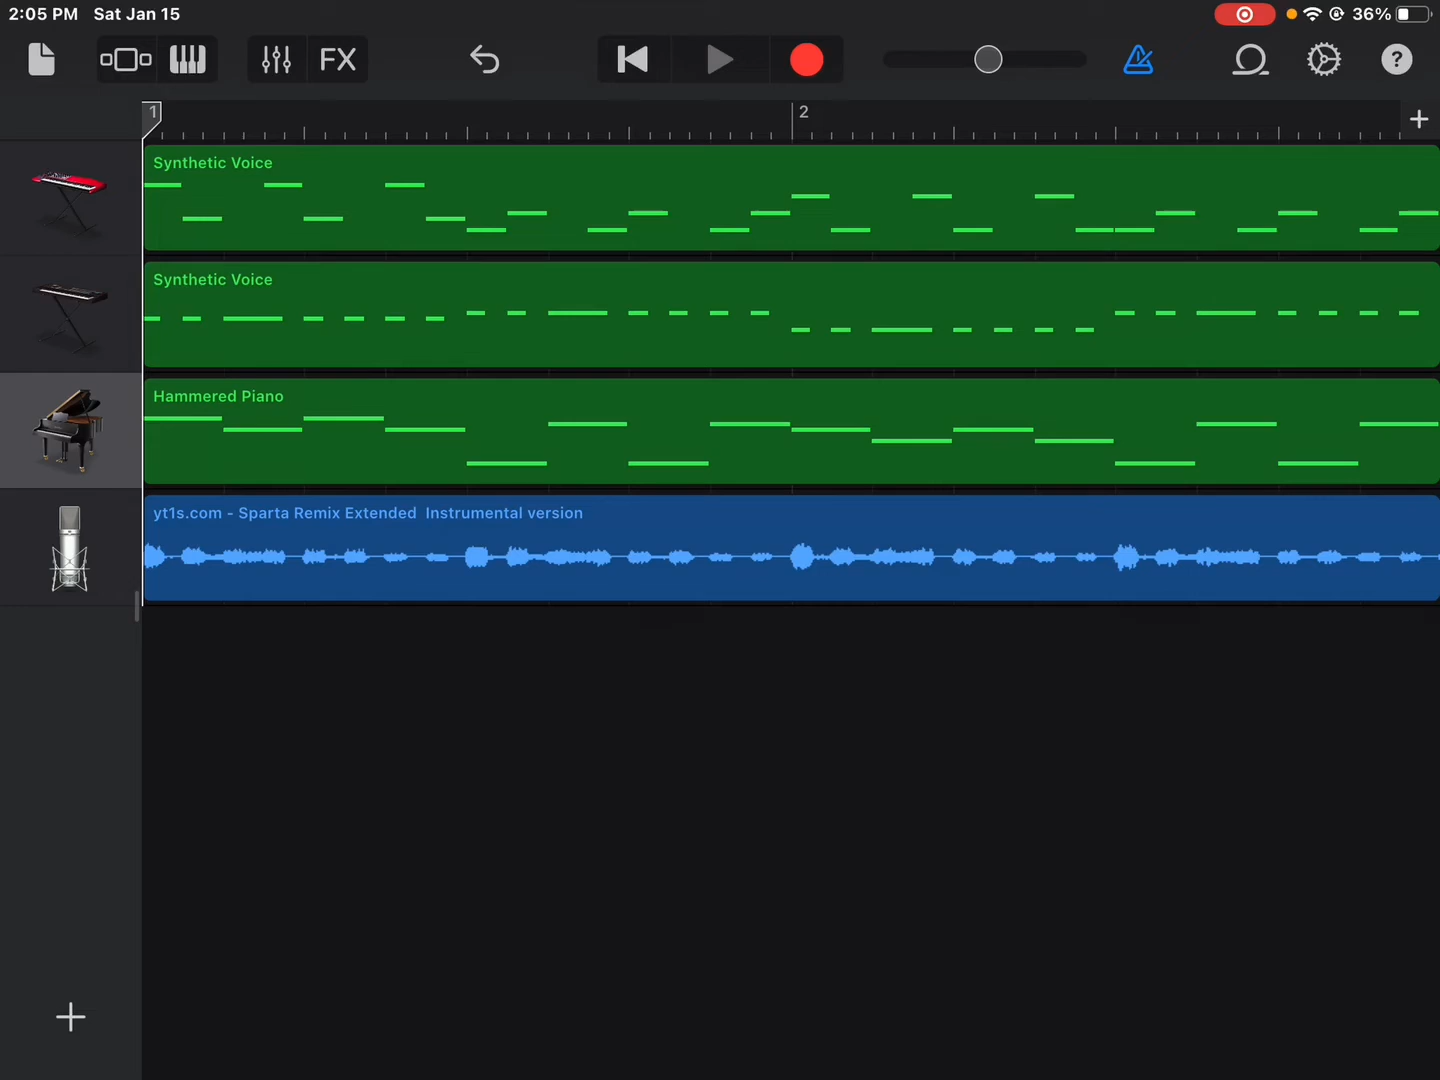 2:05 PM Sat Jan 15 36%
FX ?
1 2
Synthetic Voice
Synthetic Voice
Hammered Piano
yt1s.com - Sparta Remix Extended  Instrumental version